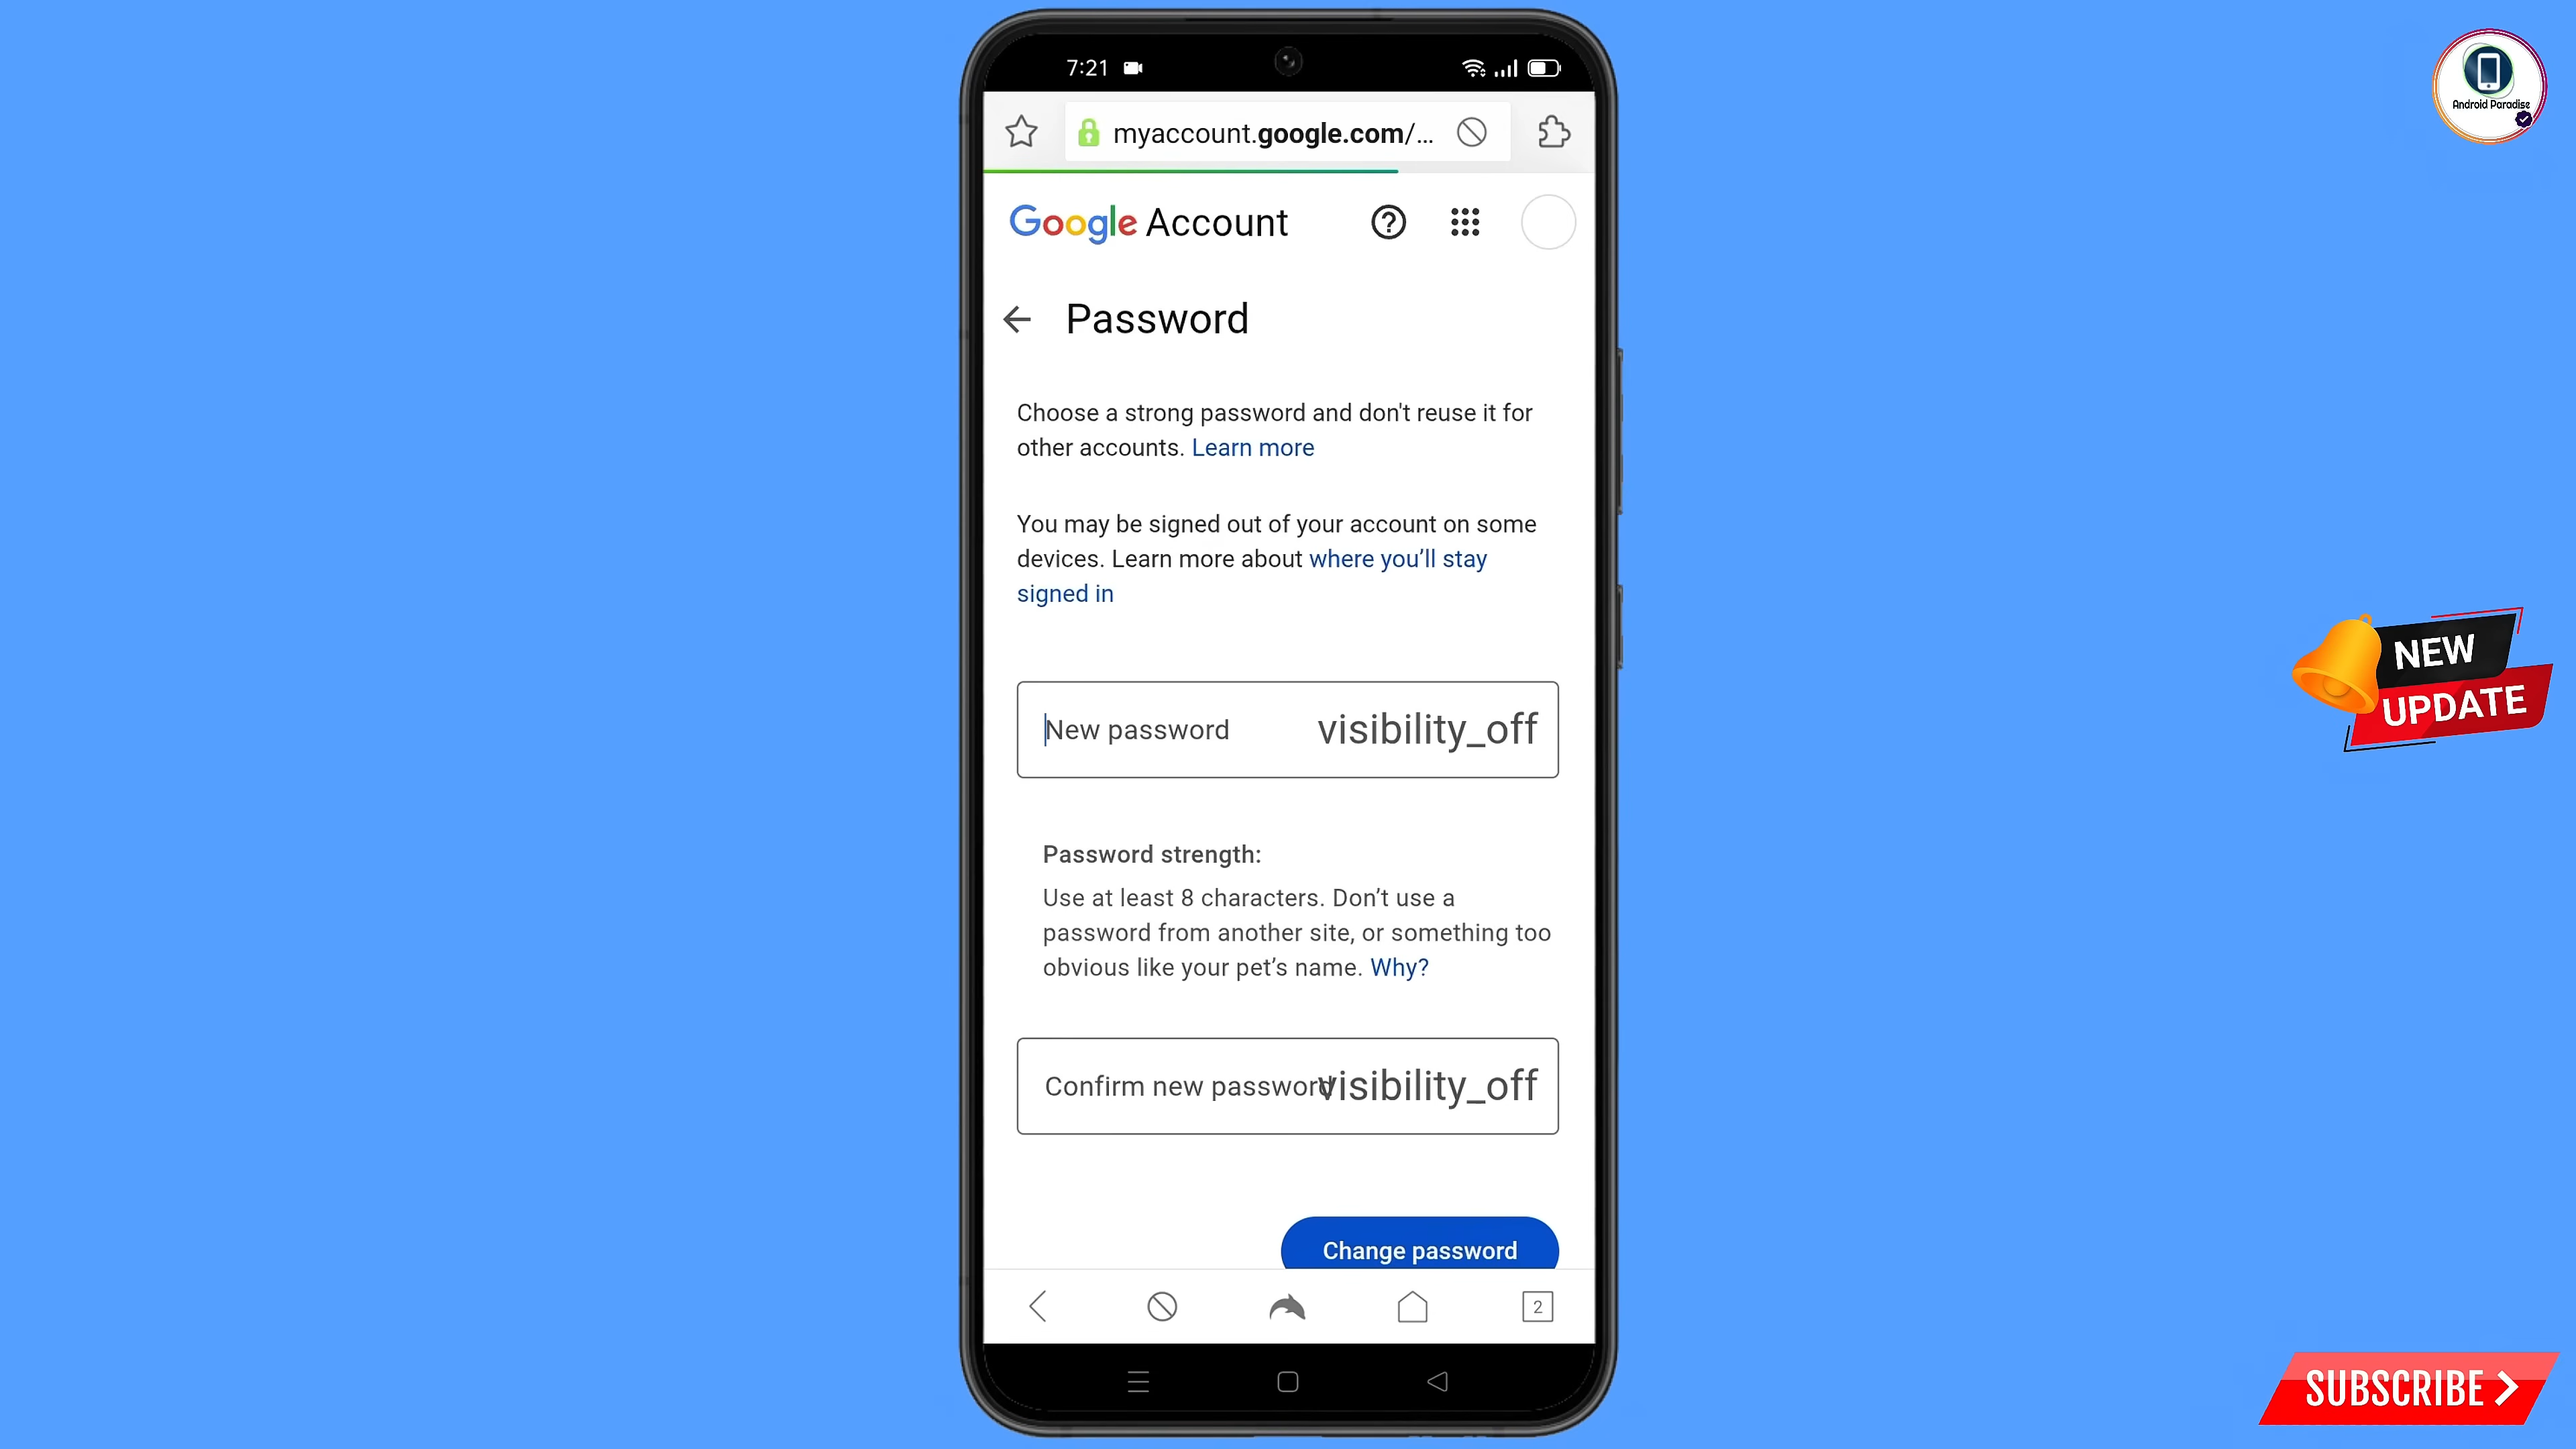 7:21
Android Paradise
myaccount.google.com/...
Google Account
Password
Choose a strong password and don't reuse it for
other accounts. Learn more
You may be signed out of your account on some
devices. Learn more about where you’ll stay
signed in
New password visibility_off
NEW
UPDATE
Password strength:
Use at least 8 characters. Don’t use a
password from another site, or something too
obvious like your pet’s name. Why?
Confirm new password visibility_off
Change password
2
SUBSCRIBE